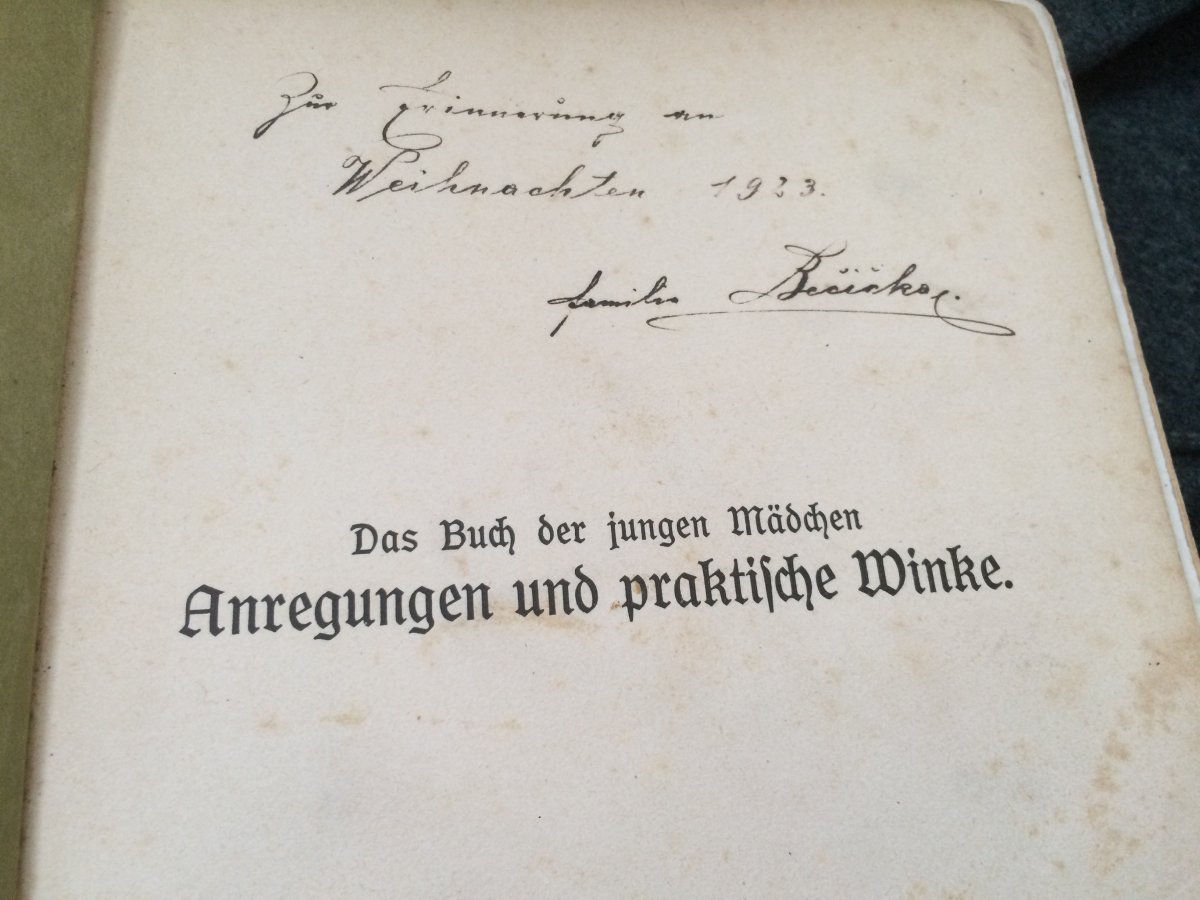 Zur Erinnerung an
Weihnachten 1923.
familie
Das Buch der jungen Mädchen
Anregungen und praktische Winke.